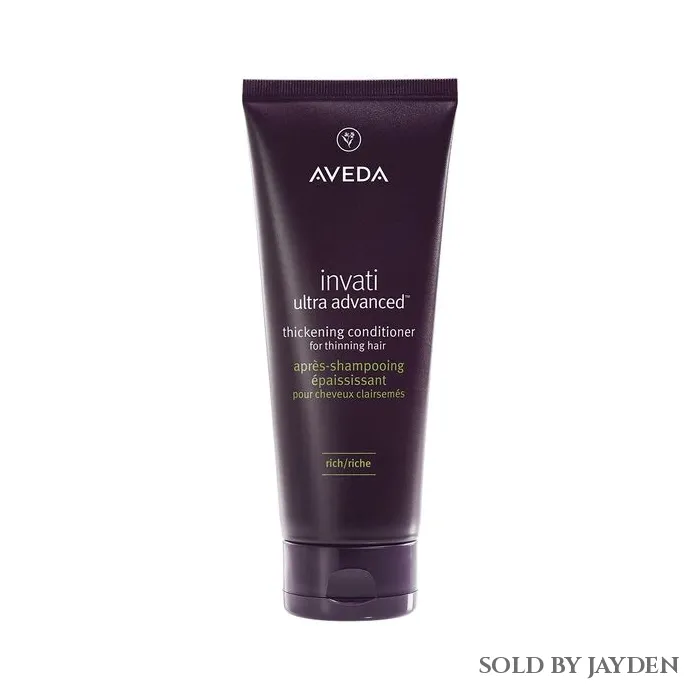 AVEDA
invati
ultra advanced™
thickening conditioner
for thinning hair
après-shampooing
épaississant
pour cheveux clairsemés
rich/riche
SOLD BY JAYDEN